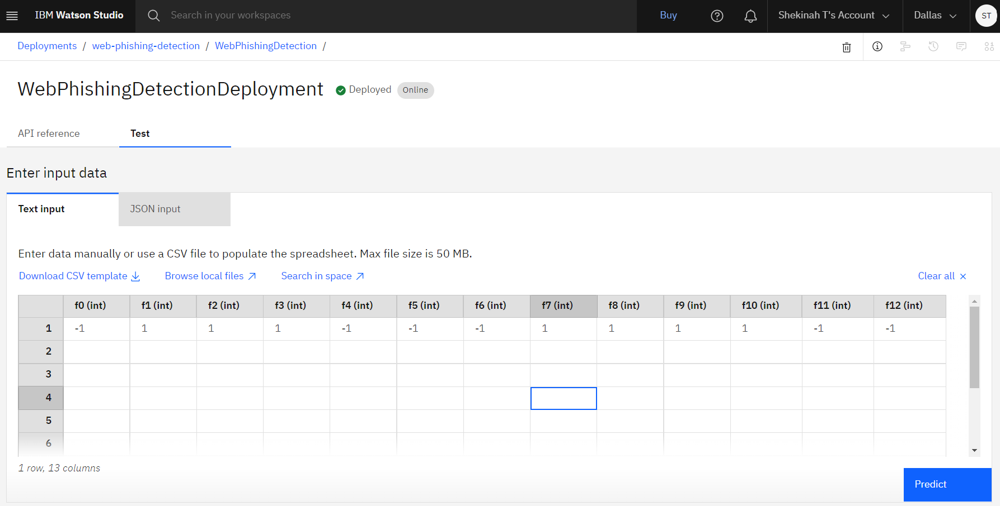 IBM Watson Studio Search in your workspaces Buy Shekinah T's Account Dallas ST
Deployments / web-phishing-detection / WebPhishingDetection /
WebPhishingDetectionDeployment Deployed Online
API reference Test
Enter input data
Text input JSON input
Enter data manually or use a CSV file to populate the spreadsheet. Max file size is 50 MB.
Download CSV template Browse local files Search in space Clear all
f0 (int) f1 (int) f2 (int) f3 (int) f4 (int) f5 (int) f6 (int) f7 (int) f8 (int) f9 (int) f10 (int) f11 (int) f12 (int)
1 -1 1 1 1 -1 -1 -1 1 1 1 1 -1 -1
2
3
4
5
6
1 row, 13 columns
Predict